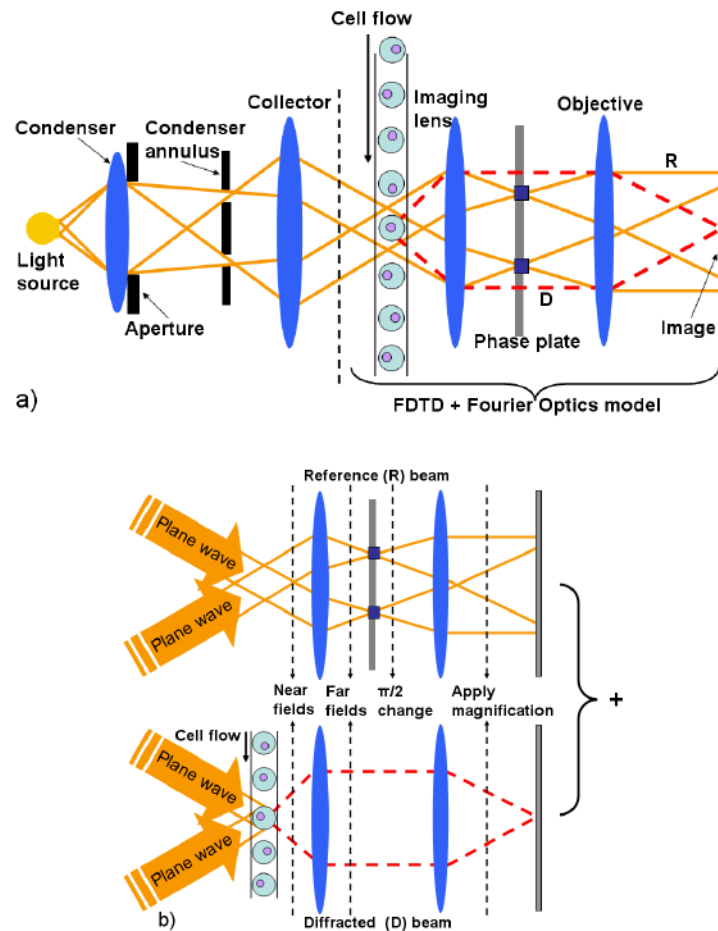 Cell flow
Collector
Imaging
lens
Objective
Condenser
Condenser
annulus
R
Light
source
Aperture
D
Image
Phase plate
FDTD + Fourier Optics model
a)
Reference (R) beam
Plane wave
Plane wave
Near
fields
Far
fields
π/2
change
Apply
magnification
+
Cell flow
Plane wave
Plane wave
b)
Diffracted (D) beam